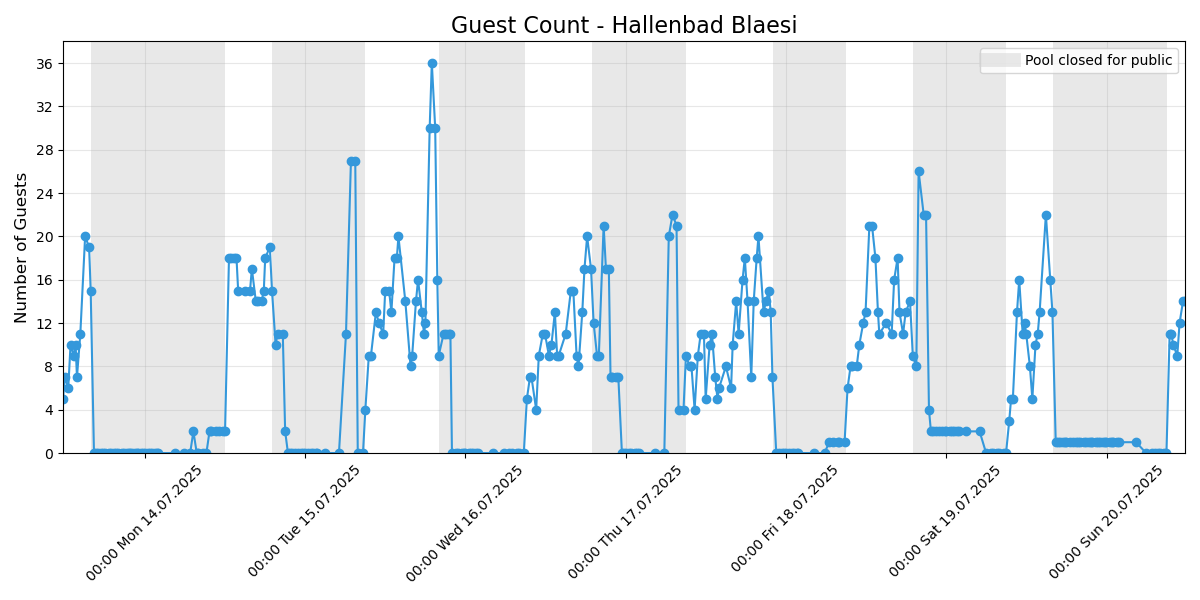 Guest Count - Hallenbad Blaesi
Pool closed for public
Number of Guests
36
32
28
24
20
16
12
8
4
0
00:00 Mon 14.07.2025
00:00 Tue 15.07.2025
00:00 Wed 16.07.2025
00:00 Thu 17.07.2025
00:00 Fri 18.07.2025
00:00 Sat 19.07.2025
00:00 Sun 20.07.2025